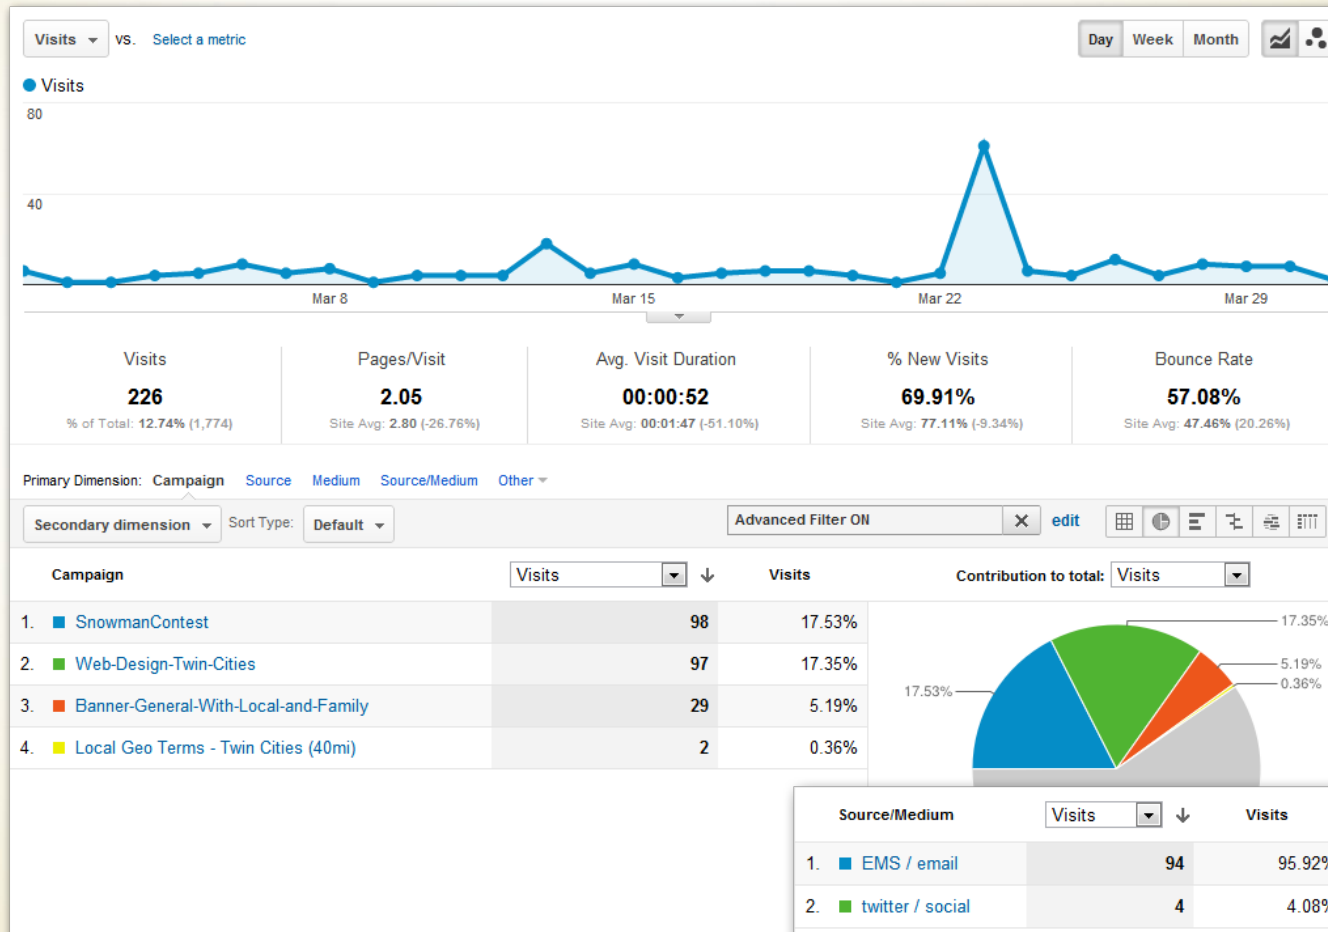 Visits vs. Select a metric Day Week Month
Visits
80
40
Mar 8 Mar 15 Mar 22 Mar 29
Visits Pages/Visit Avg. Visit Duration % New Visits Bounce Rate
226 2.05 00:00:52 69.91% 57.08%
% of Total: 12.74% (1,774) Site Avg: 2.80 (-26.76%) Site Avg: 00:01:47 (-51.10%) Site Avg: 77.11% (-9.34%) Site Avg: 47.46% (20.26%)
Primary Dimension: Campaign Source Medium Source/Medium Other
Secondary dimension Sort Type: Default Advanced Filter ON edit
Campaign Visits Visits Contribution to total: Visits
1. SnowmanContest 98 17.53%
2. Web-Design-Twin-Cities 97 17.35%
3. Banner-General-With-Local-and-Family 29 5.19%
4. Local Geo Terms - Twin Cities (40mi) 2 0.36%
17.35%
5.19%
0.36%
17.53%
Source/Medium Visits Visits
1. EMS / email 94 95.92%
2. twitter / social 4 4.08%